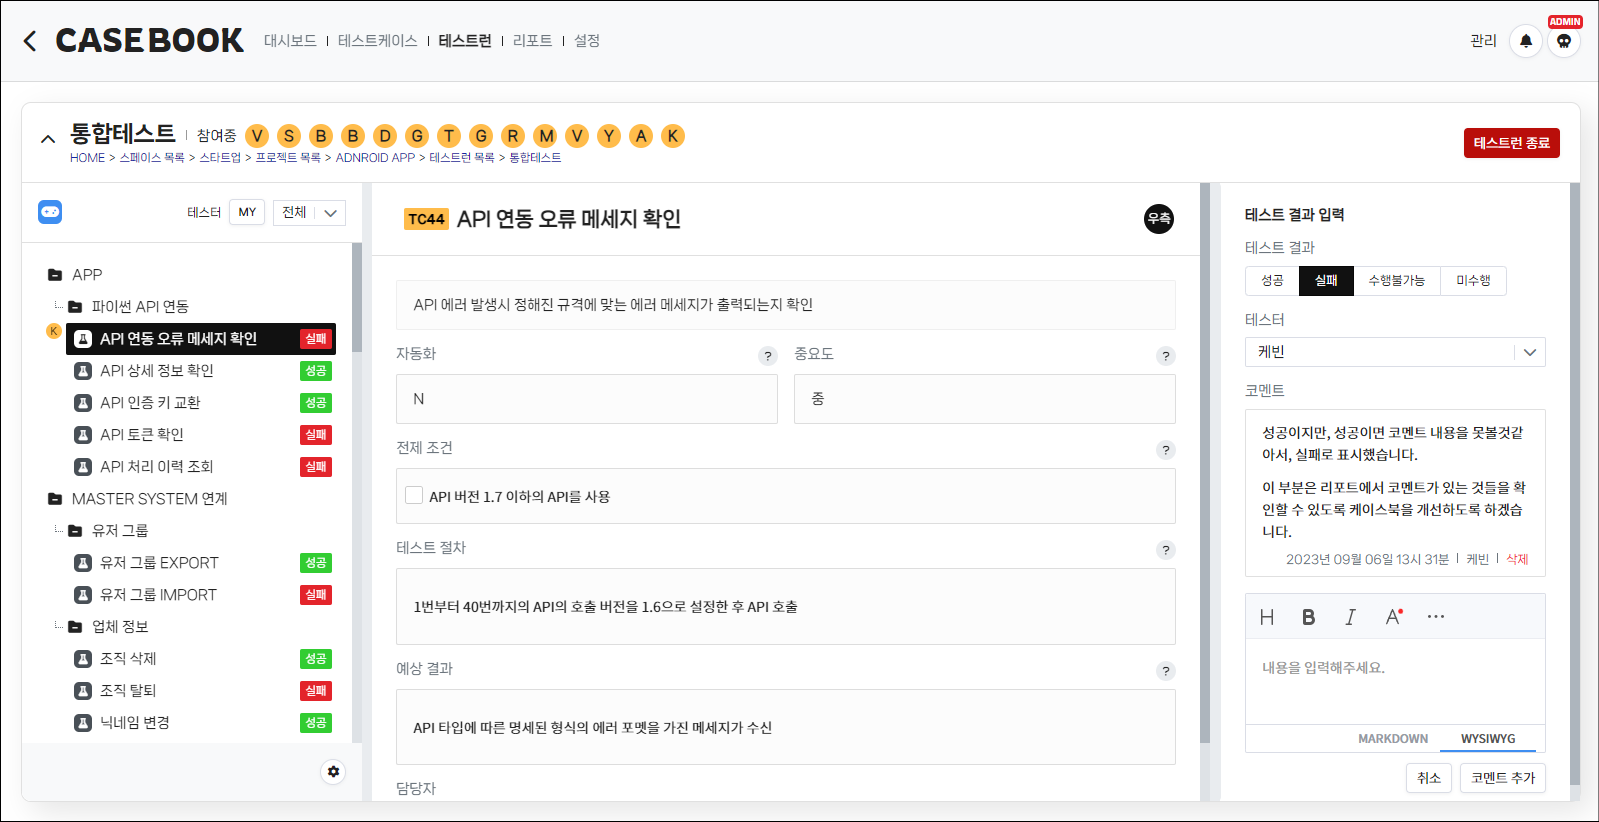 CASEBOOK
대시보드 | 테스트케이스 | 테스트런 | 리포트 | 설정
관리
ADMIN
통합테스트 | 참여중 V S B B D G T G R M V Y A K
HOME > 스페이스 목록 > 스타트업 > 프로젝트 목록 > ADNROID APP > 테스트런 목록 > 통합테스트
테스트런 종료
테스터 MY 전체
APP
파이썬 API 연동
K
API 연동 오류 메세지 확인 실패
API 상세 정보 확인 성공
API 인증 키 교환 성공
API 토큰 확인 실패
API 처리 이력 조회 실패
MASTER SYSTEM 연계
유저 그룹
유저 그룹 EXPORT 성공
유저 그룹 IMPORT 실패
업체 정보
조직 삭제 성공
조직 탈퇴 실패
닉네임 변경 성공
TC44 API 연동 오류 메세지 확인
우측
API 에러 발생시 정해진 규격에 맞는 에러 메세지가 출력되는지 확인
자동화 ? 중요도 ?
N 중
전제 조건 ?
API 버전 1.7 이하의 API를 사용
테스트 절차 ?
1번부터 40번까지의 API의 호출 버전을 1.6으로 설정한 후 API 호출
예상 결과 ?
API 타입에 따른 명세된 형식의 에러 포멧을 가진 메세지가 수신
담당자
테스트 결과 입력
테스트 결과
성공 실패 수행불가능 미수행
테스터
케빈
코멘트
성공이지만, 성공이면 코멘트 내용을 못볼것같
아서, 실패로 표시했습니다.
이 부분은 리포트에서 코멘트가 있는 것들을 확
인할 수 있도록 케이스북을 개선하도록 하겠습
니다.
2023년 09월 06일 13시 31분 | 케빈 | 삭제
H B I A ···
내용을 입력해주세요.
MARKDOWN WYSIWYG
취소 코멘트 추가